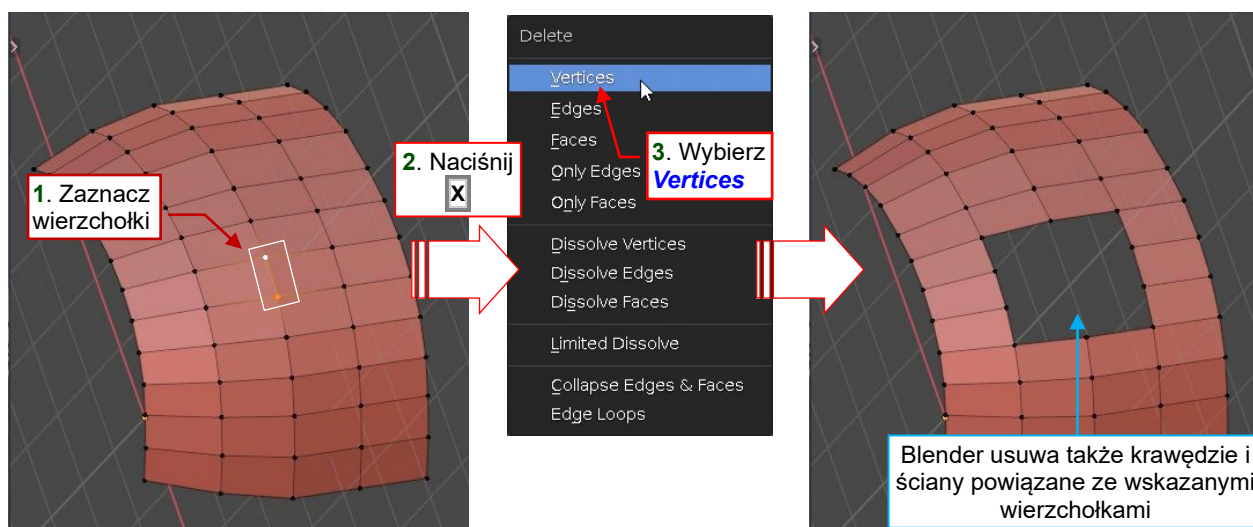 1. Zaznacz
wierzchołki
2. Naciśnij
X
Delete
Vertices
Edges
Faces
Only Edges
Only Faces
Dissolve Vertices
Dissolve Edges
Dissolve Faces
Limited Dissolve
Collapse Edges & Faces
Edge Loops
3. Wybierz
Vertices
Blender usuwa także krawędzie i
ściany powiązane ze wskazanymi
wierzchołkami